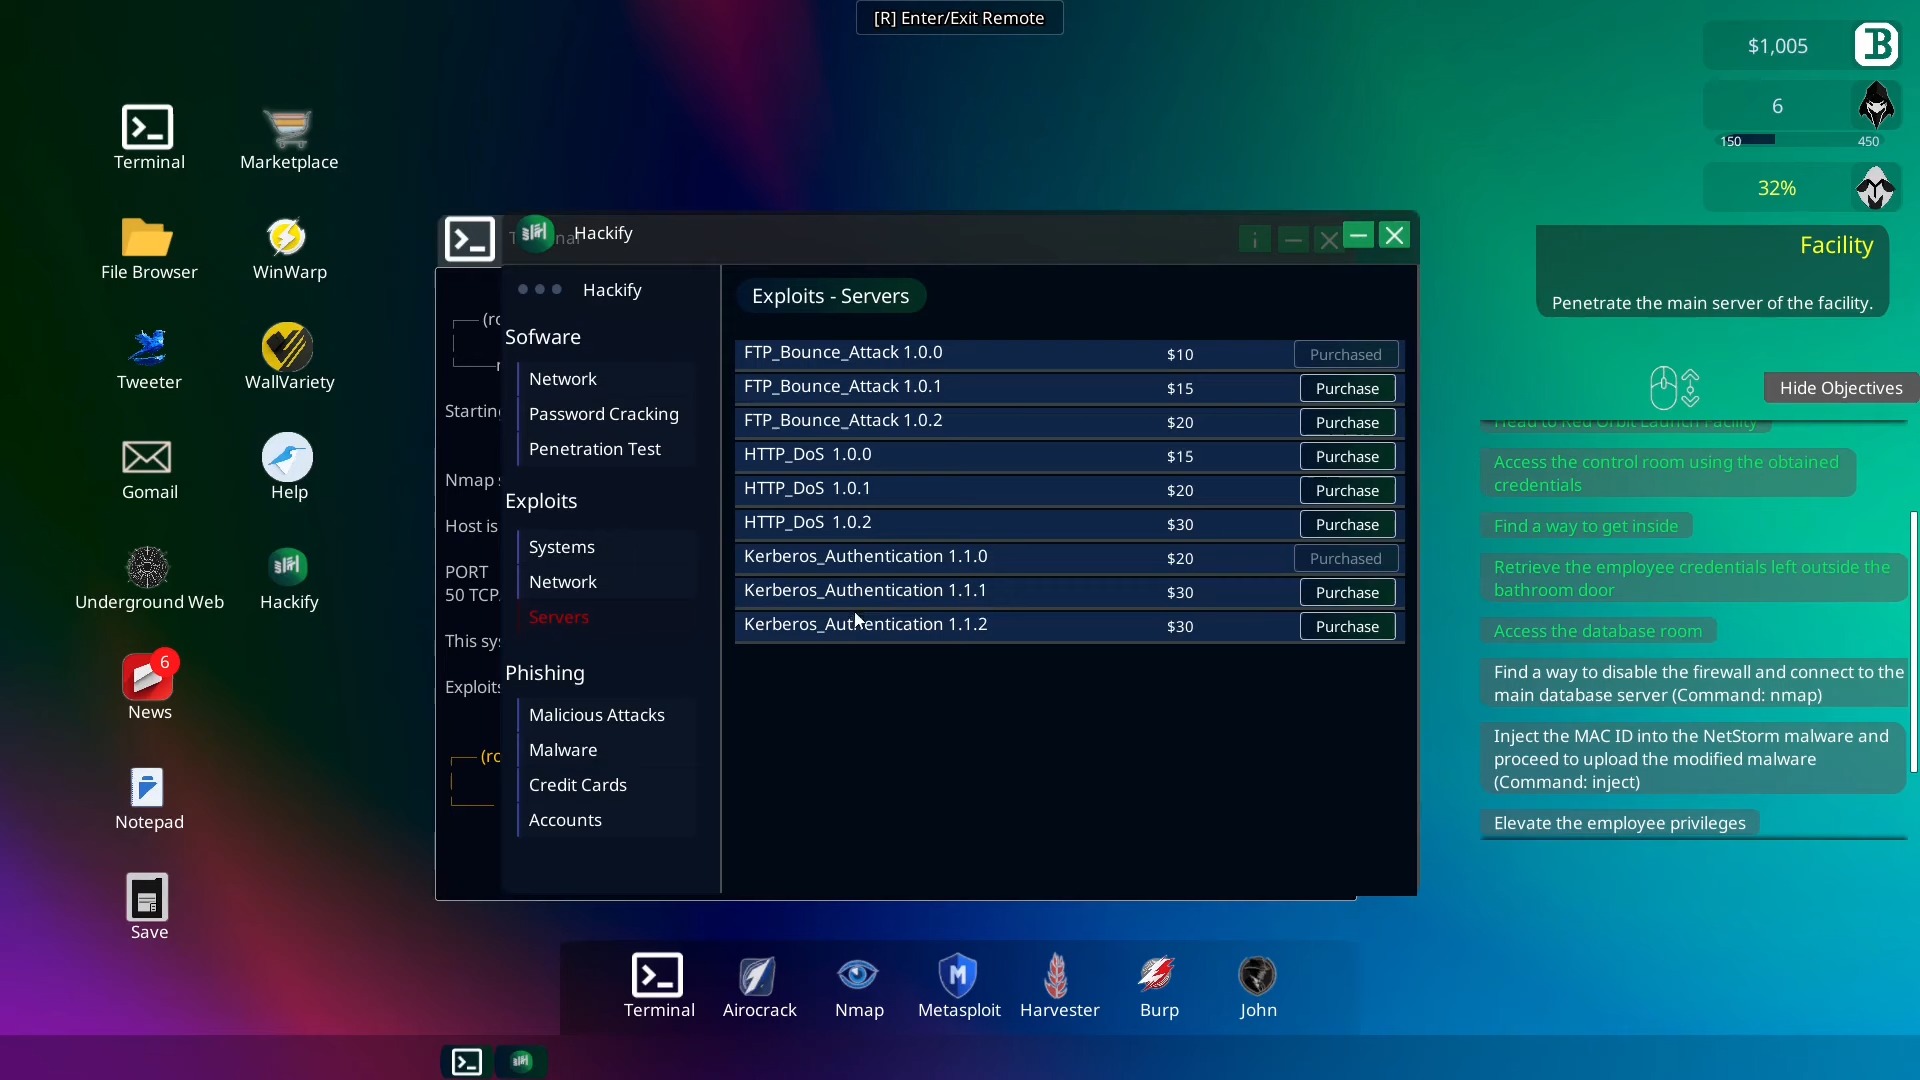 [R] Enter/Exit Remote
$1,005
6
150 450
32%
Terminal
Marketplace
File Browser
WinWarp
Tweeter
WallVariety
Gomail
Help
Underground Web
Hackify
6
News
Notepad
Save
Hackify
Hackify
Sofware
Network
Password Cracking
Penetration Test
Exploits
Systems
Network
Servers
Phishing
Malicious Attacks
Malware
Credit Cards
Accounts
(ro
Starting
Nmap s
Host is
PORT
50 TCP.
This sys
Exploits
(ro
Exploits - Servers
FTP_Bounce_Attack 1.0.0 $10 Purchased
FTP_Bounce_Attack 1.0.1 $15 Purchase
FTP_Bounce_Attack 1.0.2 $20 Purchase
HTTP_DoS 1.0.0 $15 Purchase
HTTP_DoS 1.0.1 $20 Purchase
HTTP_DoS 1.0.2 $30 Purchase
Kerberos_Authentication 1.1.0 $20 Purchased
Kerberos_Authentication 1.1.1 $30 Purchase
Kerberos_Authentication 1.1.2 $30 Purchase
Facility
Penetrate the main server of the facility.
Hide Objectives
Head to Red Orbit Launch Facility
Access the control room using the obtained
credentials
Find a way to get inside
Retrieve the employee credentials left outside the
bathroom door
Access the database room
Find a way to disable the firewall and connect to the
main database server (Command: nmap)
Inject the MAC ID into the NetStorm malware and
proceed to upload the modified malware
(Command: inject)
Elevate the employee privileges
Terminal
Airocrack
Nmap
Metasploit
Harvester
Burp
John